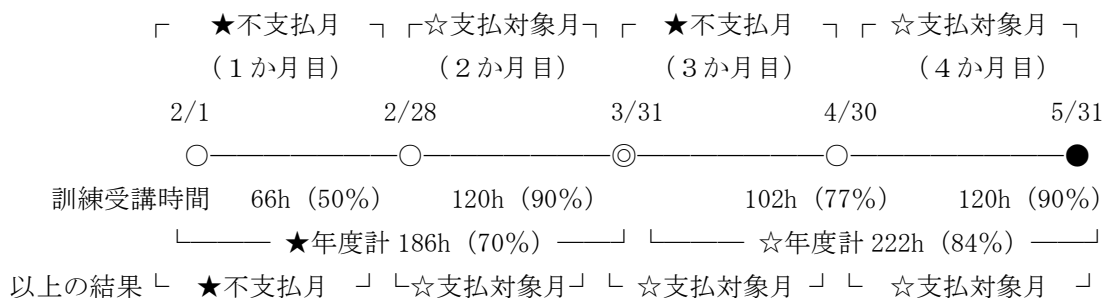 ┌ ★不支払月 ┐┌☆支払対象月┐┌ ★不支払月 ┐┌ ☆支払対象月 ┐
（１か月目） （２か月目） （３か月目） （４か月目）
2/1 2/28 3/31 4/30 5/31
○―――――――○―――――――◎―――――――○――――――――●
訓練受講時間 66h（50％） 120h（90％） 102h（77％） 120h（90％）
└――― ★年度計 186h（70％）――┘└――― ☆年度計 222h（84％）――┘
以上の結果└ ★不支払月 ┘└☆支払対象月┘└ ☆支払対象月 ┘└ ☆支払対象月 ┘